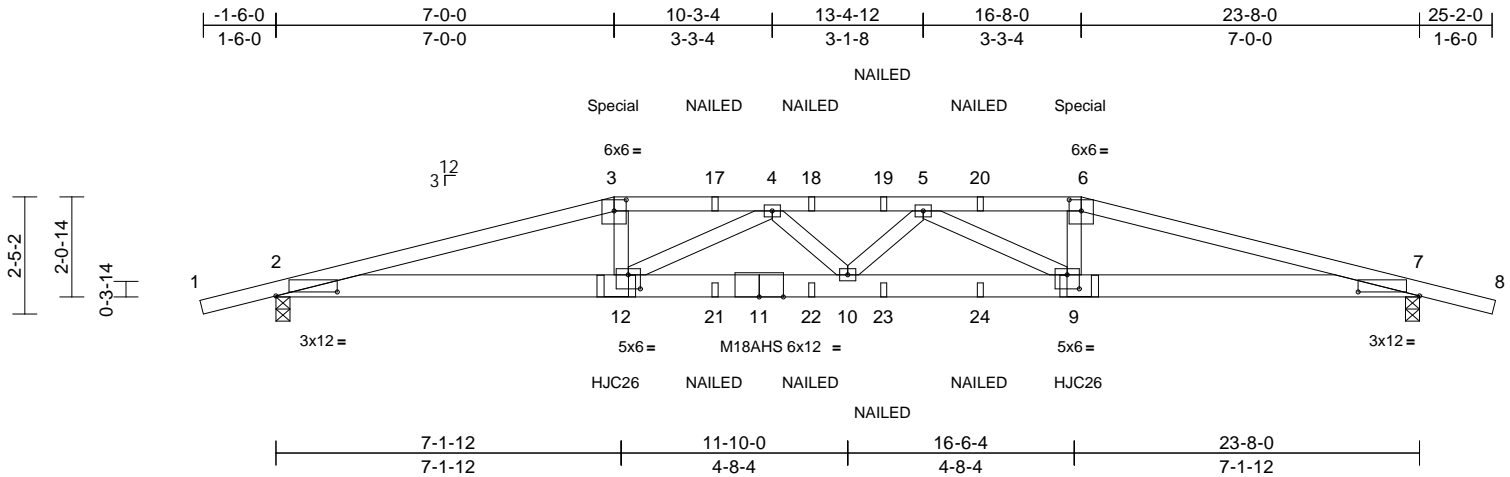 -1-6-0 7-0-0 10-3-4 13-4-12 16-8-0 23-8-0 25-2-0
1-6-0 7-0-0 3-3-4 3-1-8 3-3-4 7-0-0 1-6-0
NAILED
Special NAILED NAILED NAILED Special
6x6 = 6x6 =
12
3
3 17 4 18 19 5 20 6
2-5-2
2-0-14
0-3-14
1 2 7 8
12 21 11 22 10 23 24 9
3x12 = 5x6 = M18AHS 6x12 = 5x6 = 3x12 =
HJC26 NAILED NAILED NAILED HJC26
NAILED
7-1-12 11-10-0 16-6-4 23-8-0
7-1-12 4-8-4 4-8-4 7-1-12